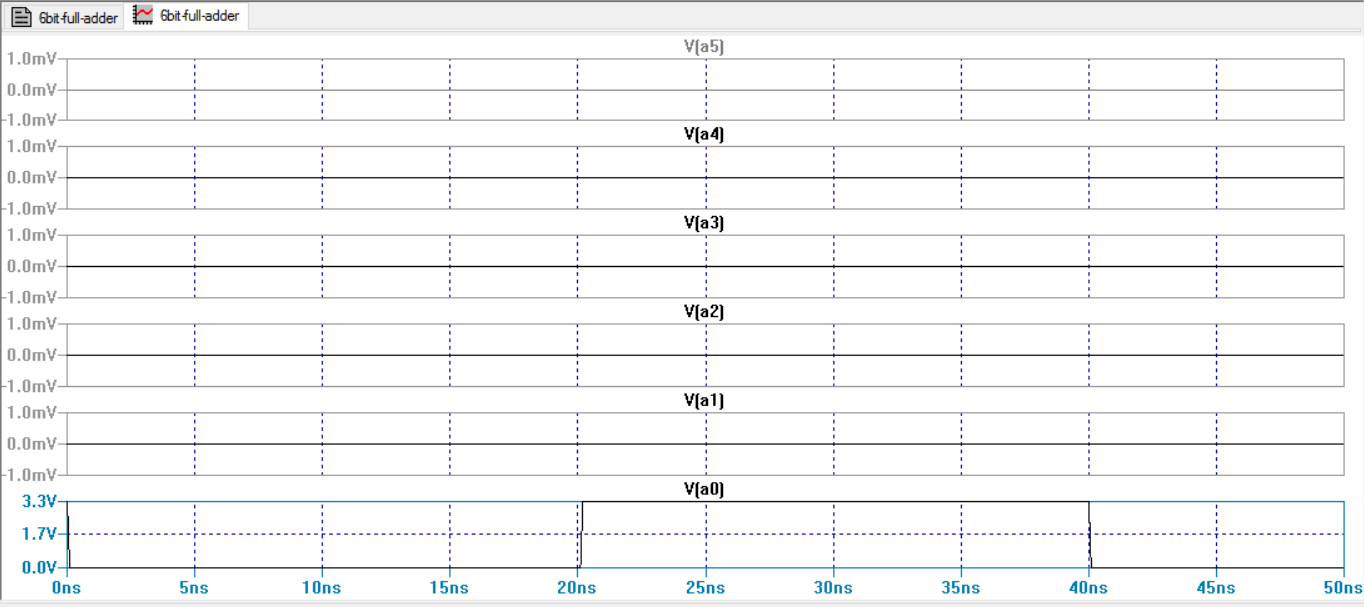 6bit-full-adder 6bit-full-adder
V(a5)
1.0mV
0.0mV
-1.0mV
V(a4)
1.0mV
0.0mV
-1.0mV
V(a3)
1.0mV
0.0mV
-1.0mV
V(a2)
1.0mV
0.0mV
-1.0mV
V(a1)
1.0mV
0.0mV
-1.0mV
V(a0)
3.3V
1.7V
0.0V
0ns 5ns 10ns 15ns 20ns 25ns 30ns 35ns 40ns 45ns 50ns